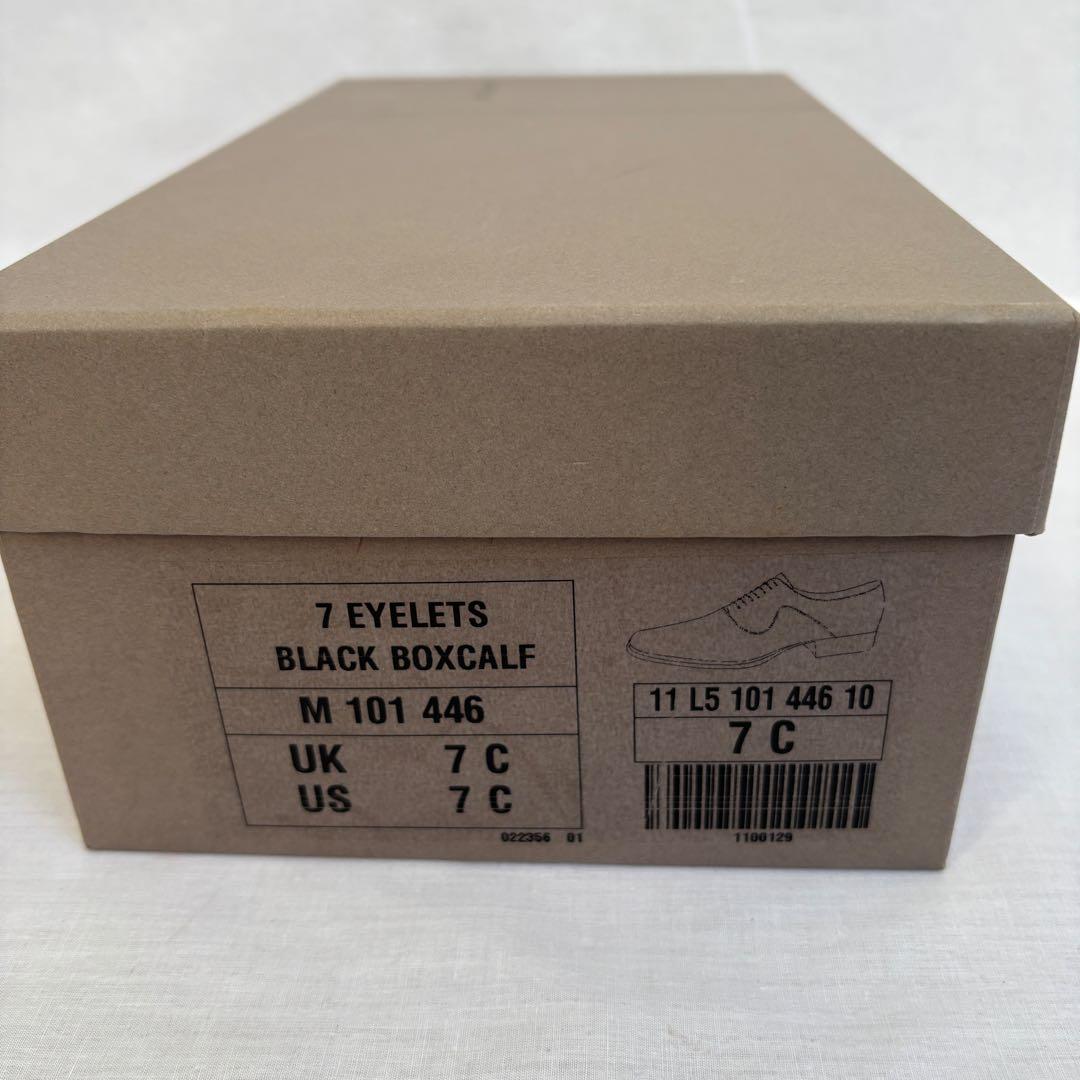 7 EYELETS
BLACK BOXCALF
M 101 446
UK 7 C
US 7 C
022356 01
11 L5 101 446 10
7 C
1100129